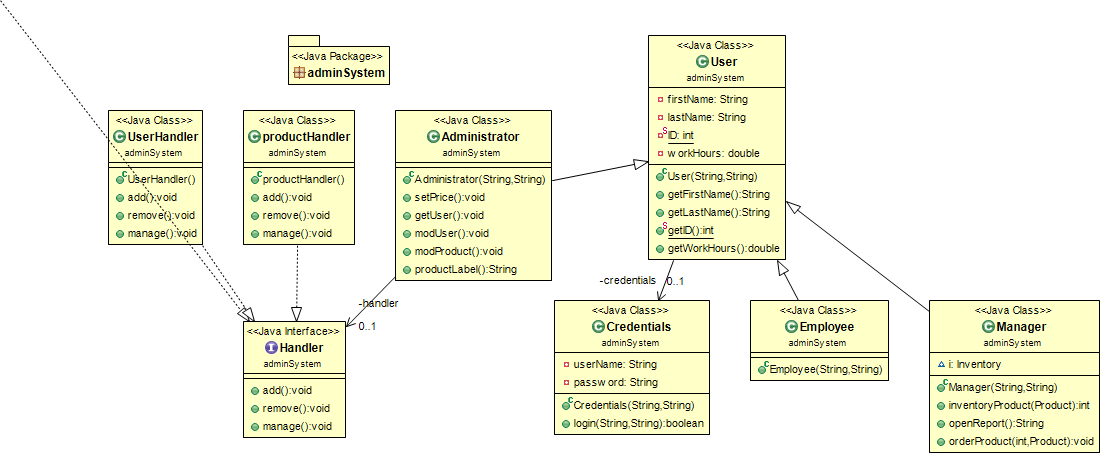 <<Java Package>>
adminSystem
<<Java Class>>
UserHandler
adminSystem
UserHandler()
add():void
remove():void
manage():void
<<Java Class>>
productHandler
adminSystem
productHandler()
add():void
remove():void
manage():void
<<Java Class>>
Administrator
adminSystem
Administrator(String,String)
setPrice():void
getUser():void
modUser():void
modProduct():void
productLabel():String
<<Java Class>>
User
adminSystem
firstName: String
lastName: String
ID: int
workHours: double
User(String,String)
getFirstName():String
getLastName():String
getID():int
getWorkHours():double
-handler
0..1
-credentials
0..1
<<Java Interface>>
Handler
adminSystem
add():void
remove():void
manage():void
<<Java Class>>
Credentials
adminSystem
userName: String
password: String
Credentials(String,String)
login(String,String):boolean
<<Java Class>>
Employee
adminSystem
Employee(String,String)
<<Java Class>>
Manager
adminSystem
i: Inventory
Manager(String,String)
inventoryProduct(Product):int
openReport():String
orderProduct(int,Product):void